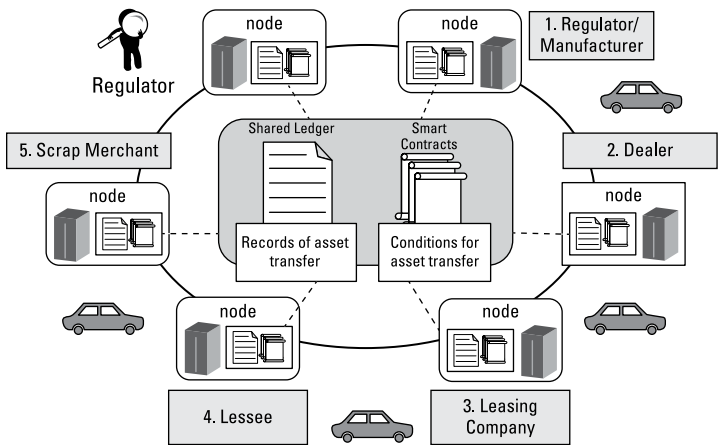 node
node
1. Regulator/
Manufacturer
Regulator
Shared Ledger
Smart
Contracts
5. Scrap Merchant
2. Dealer
node
node
Records of asset
transfer
Conditions for
asset transfer
node
node
4. Lessee
3. Leasing
Company